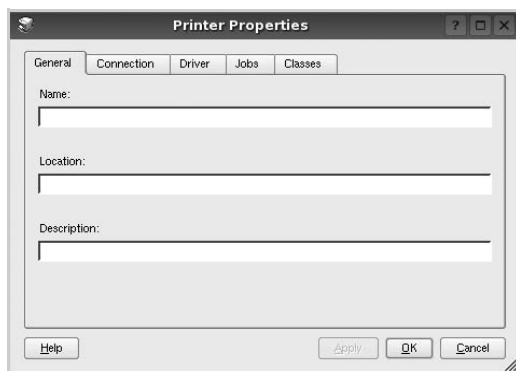 Printer Properties
?
General Connection Driver Jobs Classes
Name:
Location:
Description:
Help Apply OK Cancel